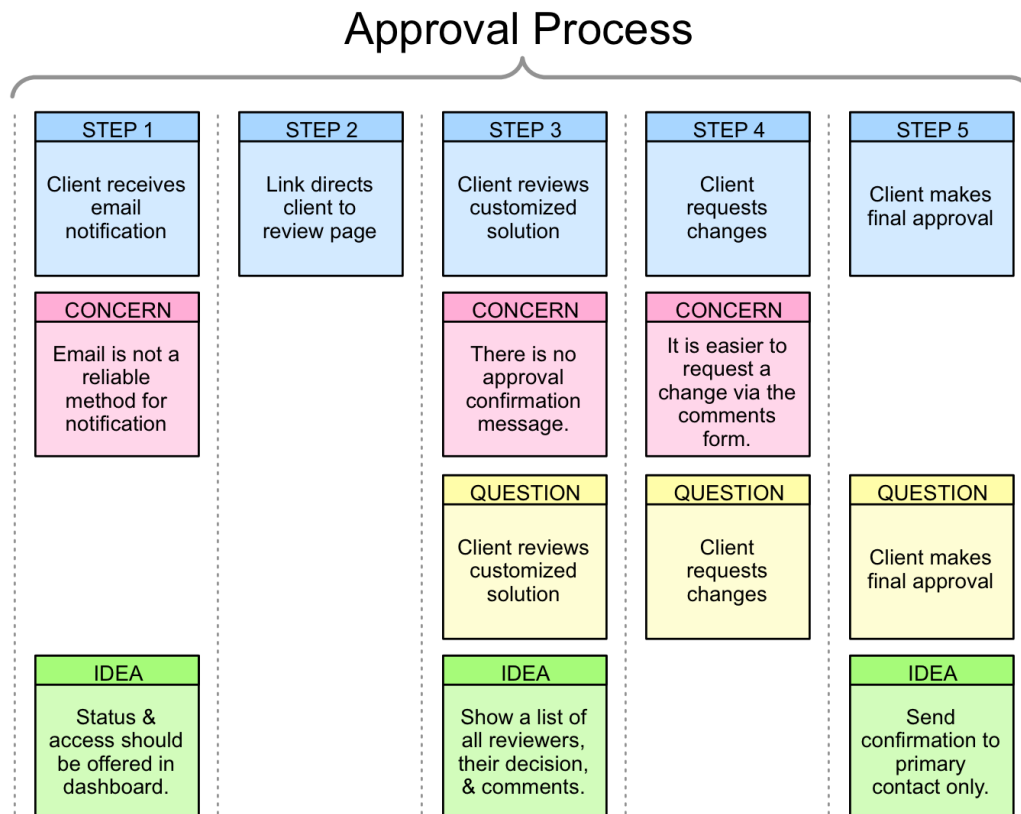 Approval Process
STEP 1
Client receives
email
notification
STEP 2
Link directs
client to
review page
STEP 3
Client reviews
customized
solution
STEP 4
Client
requests
changes
STEP 5
Client makes
final approval
CONCERN
Email is not a
reliable
method for
notification
CONCERN
There is no
approval
confirmation
message.
CONCERN
It is easier to
request a
change via the
comments
form.
QUESTION
Client reviews
customized
solution
QUESTION
Client
requests
changes
QUESTION
Client makes
final approval
IDEA
Status &
access should
be offered in
dashboard.
IDEA
Show a list of
all reviewers,
their decision,
& comments.
IDEA
Send
confirmation to
primary
contact only.